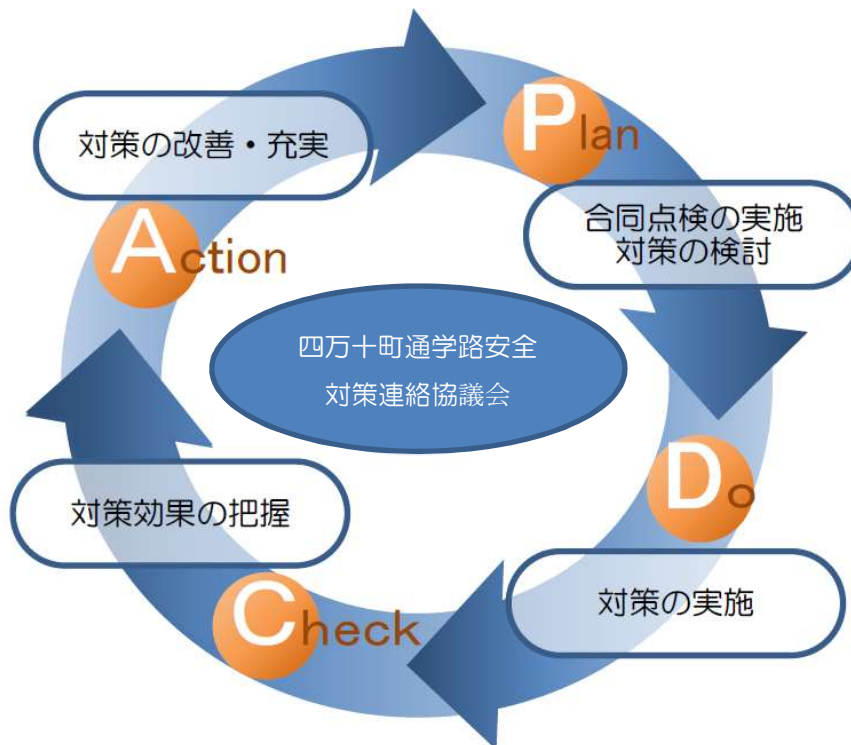 Plan
合同点検の実施
対策の検討
Do
対策の実施
Check
対策効果の把握
Action
対策の改善・充実
四万十町通学路安全
対策連絡協議会